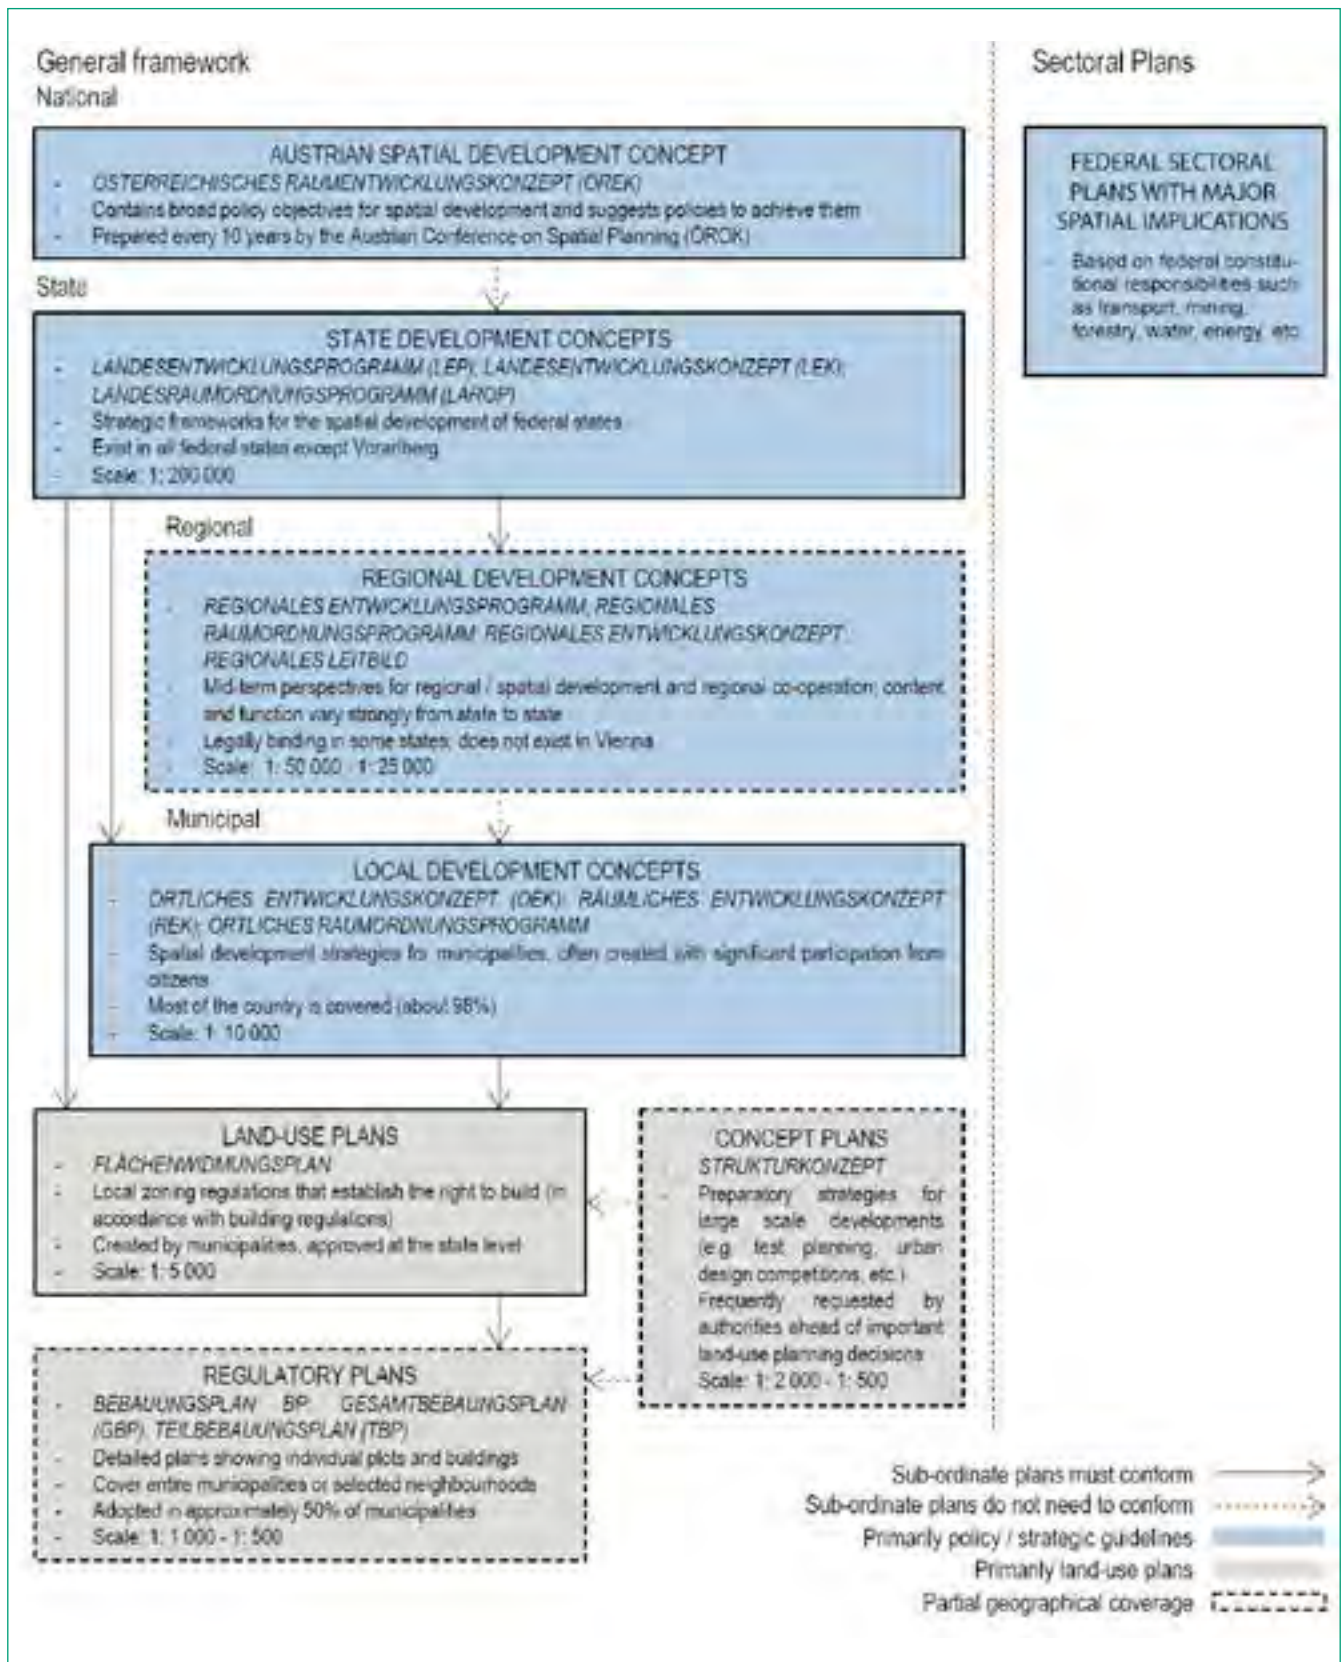 General framework
National
AUSTRIAN SPATIAL DEVELOPMENT CONCEPT
- ÖSTERREICHISCHES RAUMENTWICKLUNGSKONZEPT (ÖREK)
- Contains broad policy objectives for spatial development and suggests policies to achieve them
- Prepared every 10 years by the Austrian Conference on Spatial Planning (ÖROK)
State
STATE DEVELOPMENT CONCEPTS
- LANDESENTWICKLUNGSPROGRAMM (LEP); LANDESENTWICKLUNGSKONZEPT (LEK);
LANDESRAUMORDNUNGSPROGRAMM (LAROP)
- Strategic frameworks for the spatial development of federal states
- Exist in all federal states except Vorarlberg
- Scale: 1: 200 000
Regional
REGIONAL DEVELOPMENT CONCEPTS
- REGIONALES ENTWICKLUNGSPROGRAMM; REGIONALES
RAUMORDNUNGSPROGRAMM; REGIONALES ENTWICKLUNGSKONZEPT;
REGIONALES LEITBILD
- Mid-term perspectives for regional / spatial development and regional co-operation; content
and function vary strongly from state to state
- Legally binding in some states; does not exist in Vienna
- Scale: 1: 50 000 - 1: 25 000
Municipal
LOCAL DEVELOPMENT CONCEPTS
- ÖRTLICHES ENTWICKLUNGSKONZEPT (OEK); RÄUMLICHES ENTWICKLUNGSKONZEPT
(REK); ÖRTLICHES RAUMORDNUNGSPROGRAMM
- Spatial development strategies for municipalities, often created with significant participation from
citizens
- Most of the country is covered (about 98%)
- Scale: 1: 10 000
LAND-USE PLANS
- FLÄCHENWIDMUNGSPLAN
- Local zoning regulations that establish the right to build (in
accordance with building regulations)
- Created by municipalities, approved at the state level
- Scale: 1: 5 000
CONCEPT PLANS
- STRUKTURKONZEPT
- Preparatory strategies for
large scale developments
(e.g. test planning, urban
design competitions, etc.)
- Frequently requested by
authorities ahead of important
land-use planning decisions
- Scale: 1: 2 000 - 1: 500
REGULATORY PLANS
- BEBAUUNGSPLAN BP; GESAMTBEBAUNGSPLAN
(GBP); TEILBEBAUUNGSPLAN (TBP)
- Detailed plans showing individual plots and buildings
- Cover entire municipalities or selected neighbourhoods
- Adopted in approximately 50% of municipalities
- Scale: 1: 1 000 - 1: 500
Sectoral Plans
FEDERAL SECTORAL
PLANS WITH MAJOR
SPATIAL IMPLICATIONS
- Based on federal constitu-
tional responsibilities such
as transport, mining,
forestry, water, energy, etc
Sub-ordinate plans must conform
Sub-ordinate plans do not need to conform
Primarily policy / strategic guidelines
Primarily land-use plans
Partial geographical coverage